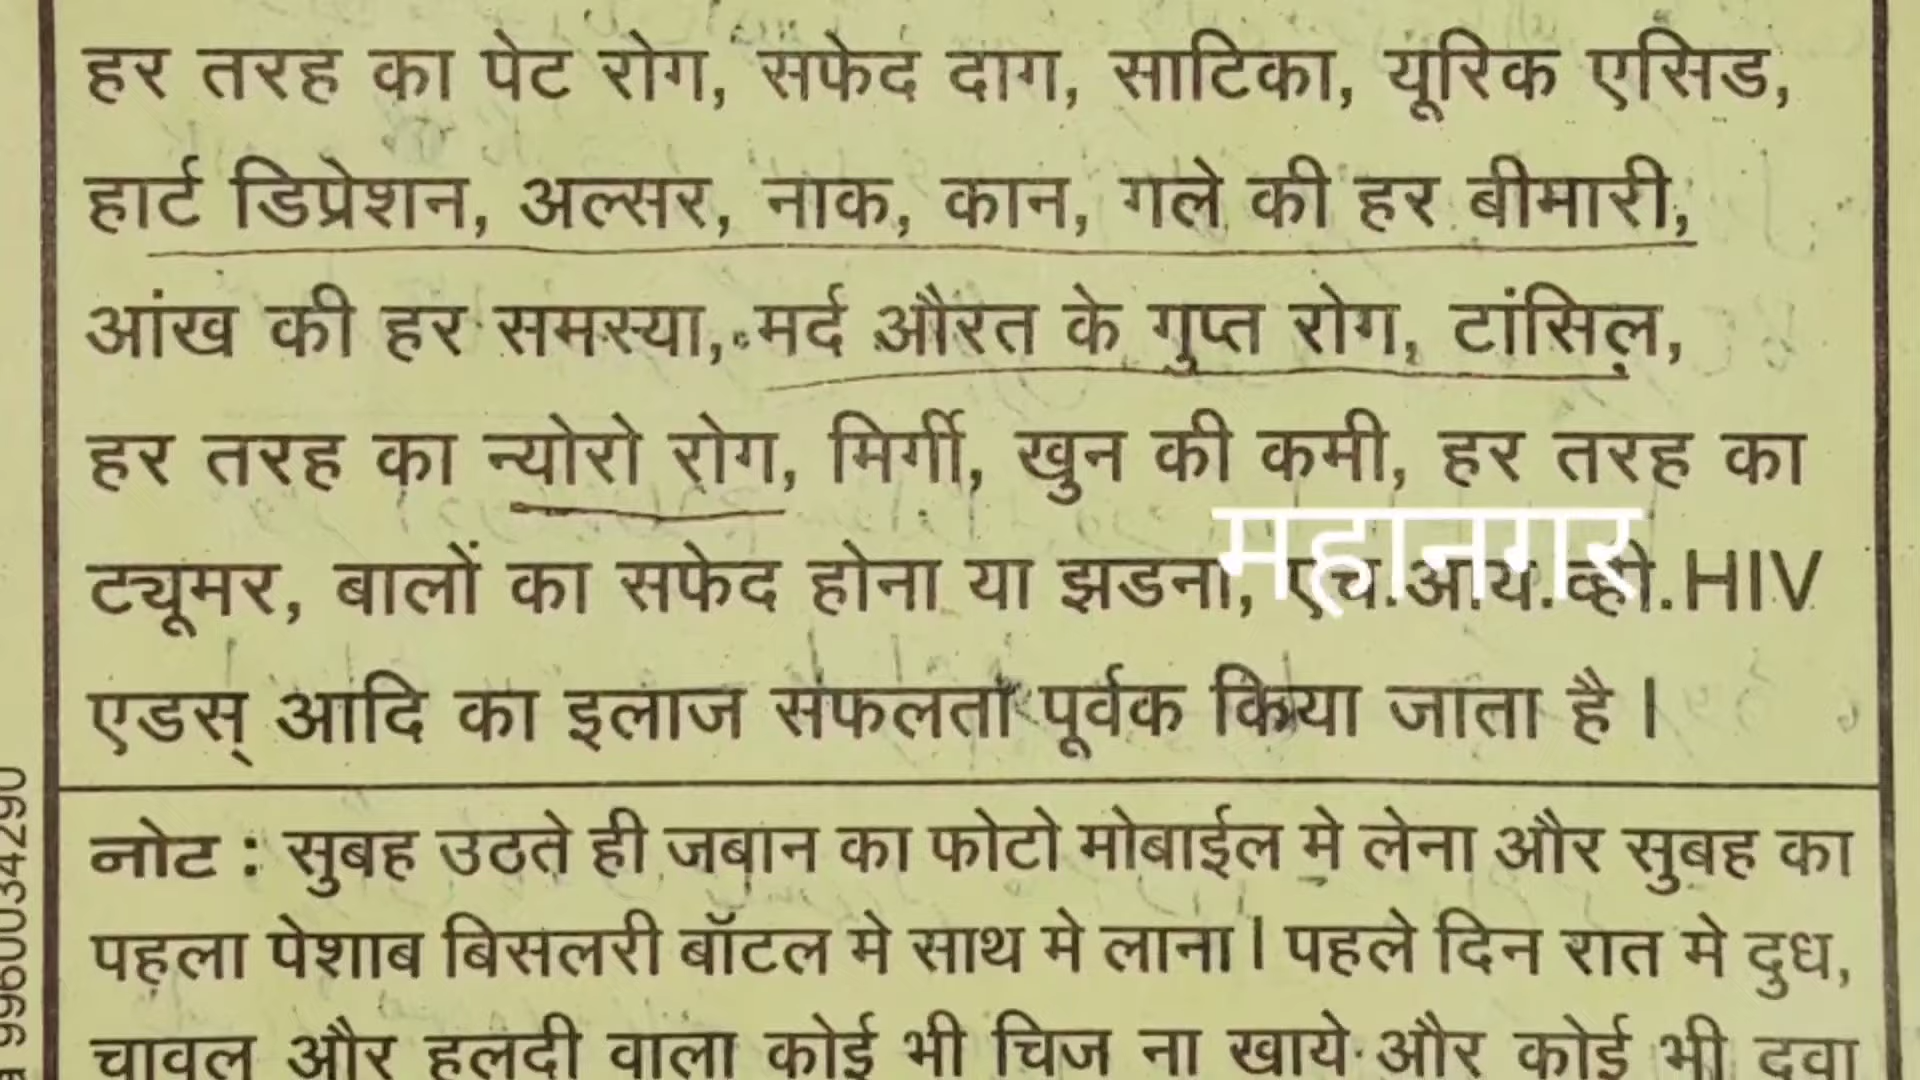 हर तरह का पेट रोग, सफेद दाग, साटिका, यूरिक एसिड,
हार्ट डिप्रेशन, अल्सर, नाक, कान, गले की हर बीमारी,
आंख की हर समस्या, मर्द औरत के गुप्त रोग, टांसिल,
हर तरह का न्योरो रोग, मिर्गी, खुन की कमी, हर तरह का
महानगर
ट्यूमर, बालों का सफेद होना या झडना, एच.आय.व्ही.HIV
एडस् आदि का इलाज सफलता पूर्वक किया जाता है।
नोट : सुबह उठते ही जबान का फोटो मोबाईल मे लेना और सुबह का
पहला पेशाब बिसलरी बॉटल मे साथ मे लाना। पहले दिन रात मे दुध,
चावल और हलदी वाला कोई भी चिज ना खाये और कोई भी दवा
9960034290